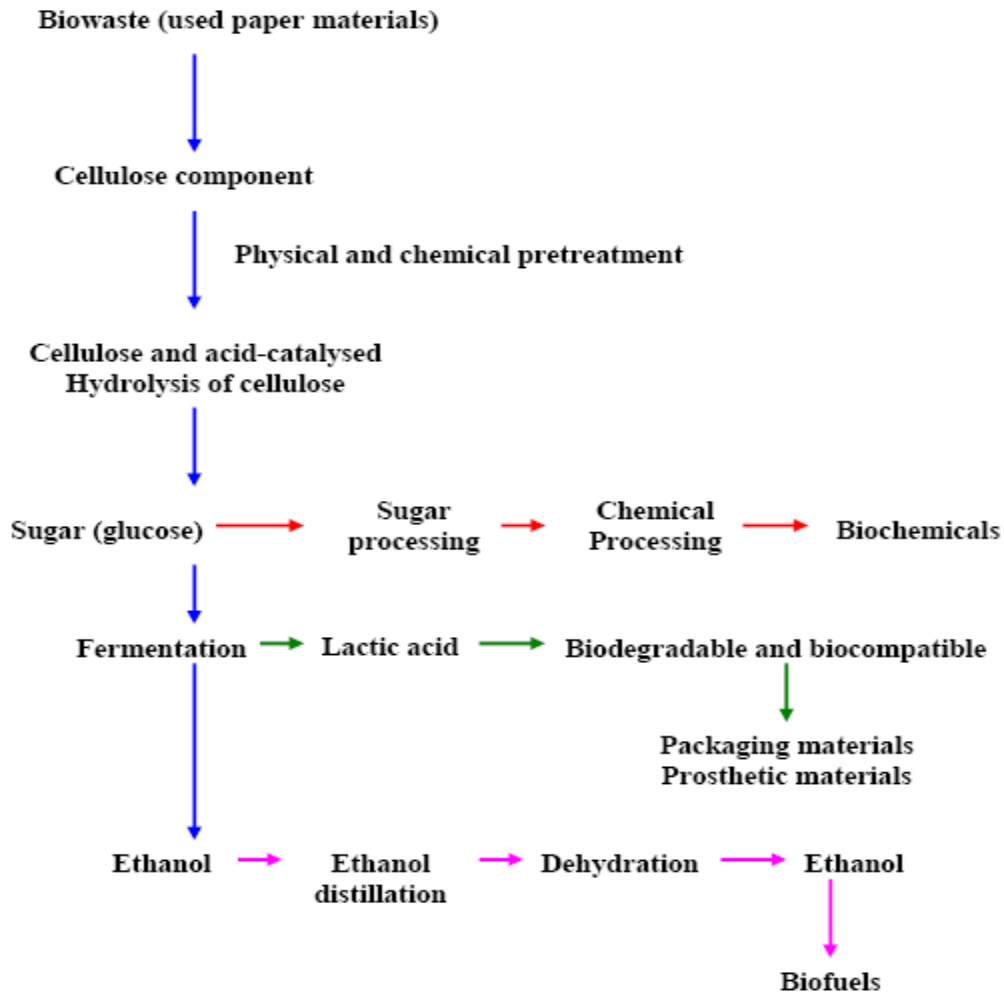 Biowaste (used paper materials)
Cellulose component
Physical and chemical pretreatment
Cellulose and acid-catalysed
Hydrolysis of cellulose
Sugar (glucose)
Sugar
processing
Chemical
Processing
Biochemicals
Fermentation
Lactic acid
Biodegradable and biocompatible
Packaging materials
Prosthetic materials
Ethanol
Ethanol
distillation
Dehydration
Ethanol
Biofuels